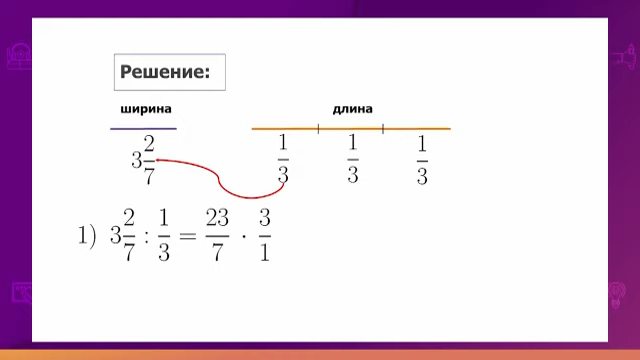 Решение:
ширина длина
3 2/7 1/3 1/3 1/3
1) 3 2/7 : 1/3 = 23/7 · 3/1